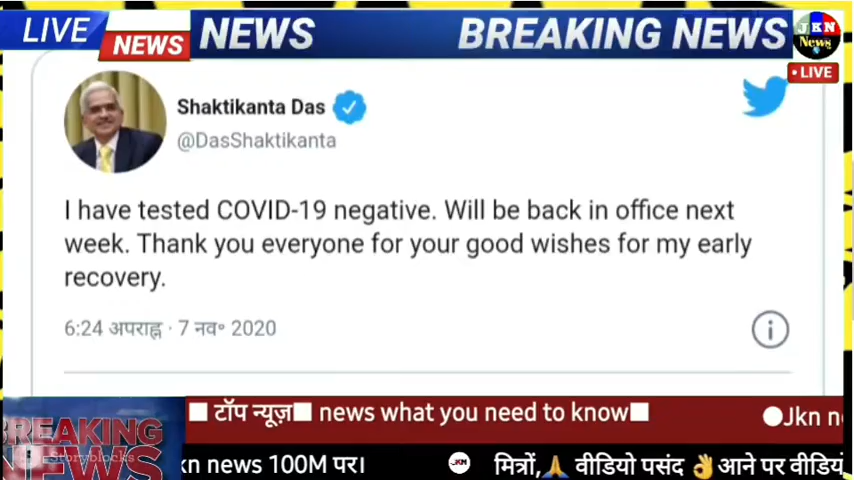 LIVE
NEWS
NEWS
BREAKING NEWS
JKN
News
LIVE
Shaktikanta Das
@DasShaktikanta
I have tested COVID-19 negative. Will be back in office next
week. Thank you everyone for your good wishes for my early
recovery.
6:24 अपराह्न · 7 नव॰ 2020
BREAKING
NEWS
Storyblocks
■ टॉप न्यूज़■ news what you need to know■ ●Jkn n
kn news 100M पर।
JKN
मित्रों,🙏 वीडियो पसंद 👌आने पर वीडियो